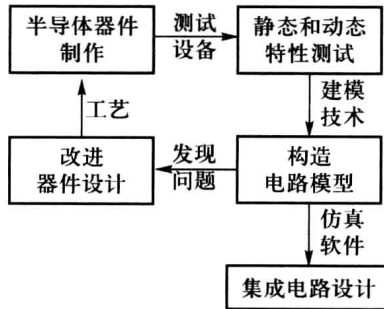 半导体器件
制作
测试
设备
静态和动态
特性测试
工艺
建模
技术
改进
器件设计
发现
问题
构造
电路模型
仿真
软件
集成电路设计